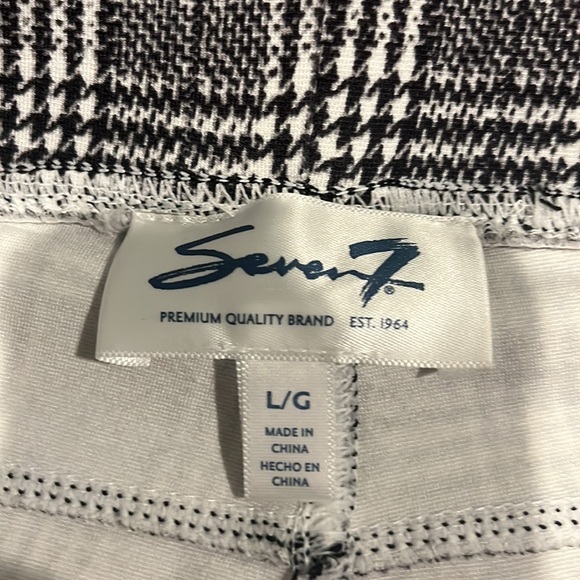 Seven7®
PREMIUM QUALITY BRAND EST. 1964
L/G
MADE IN
CHINA
HECHO EN
CHINA